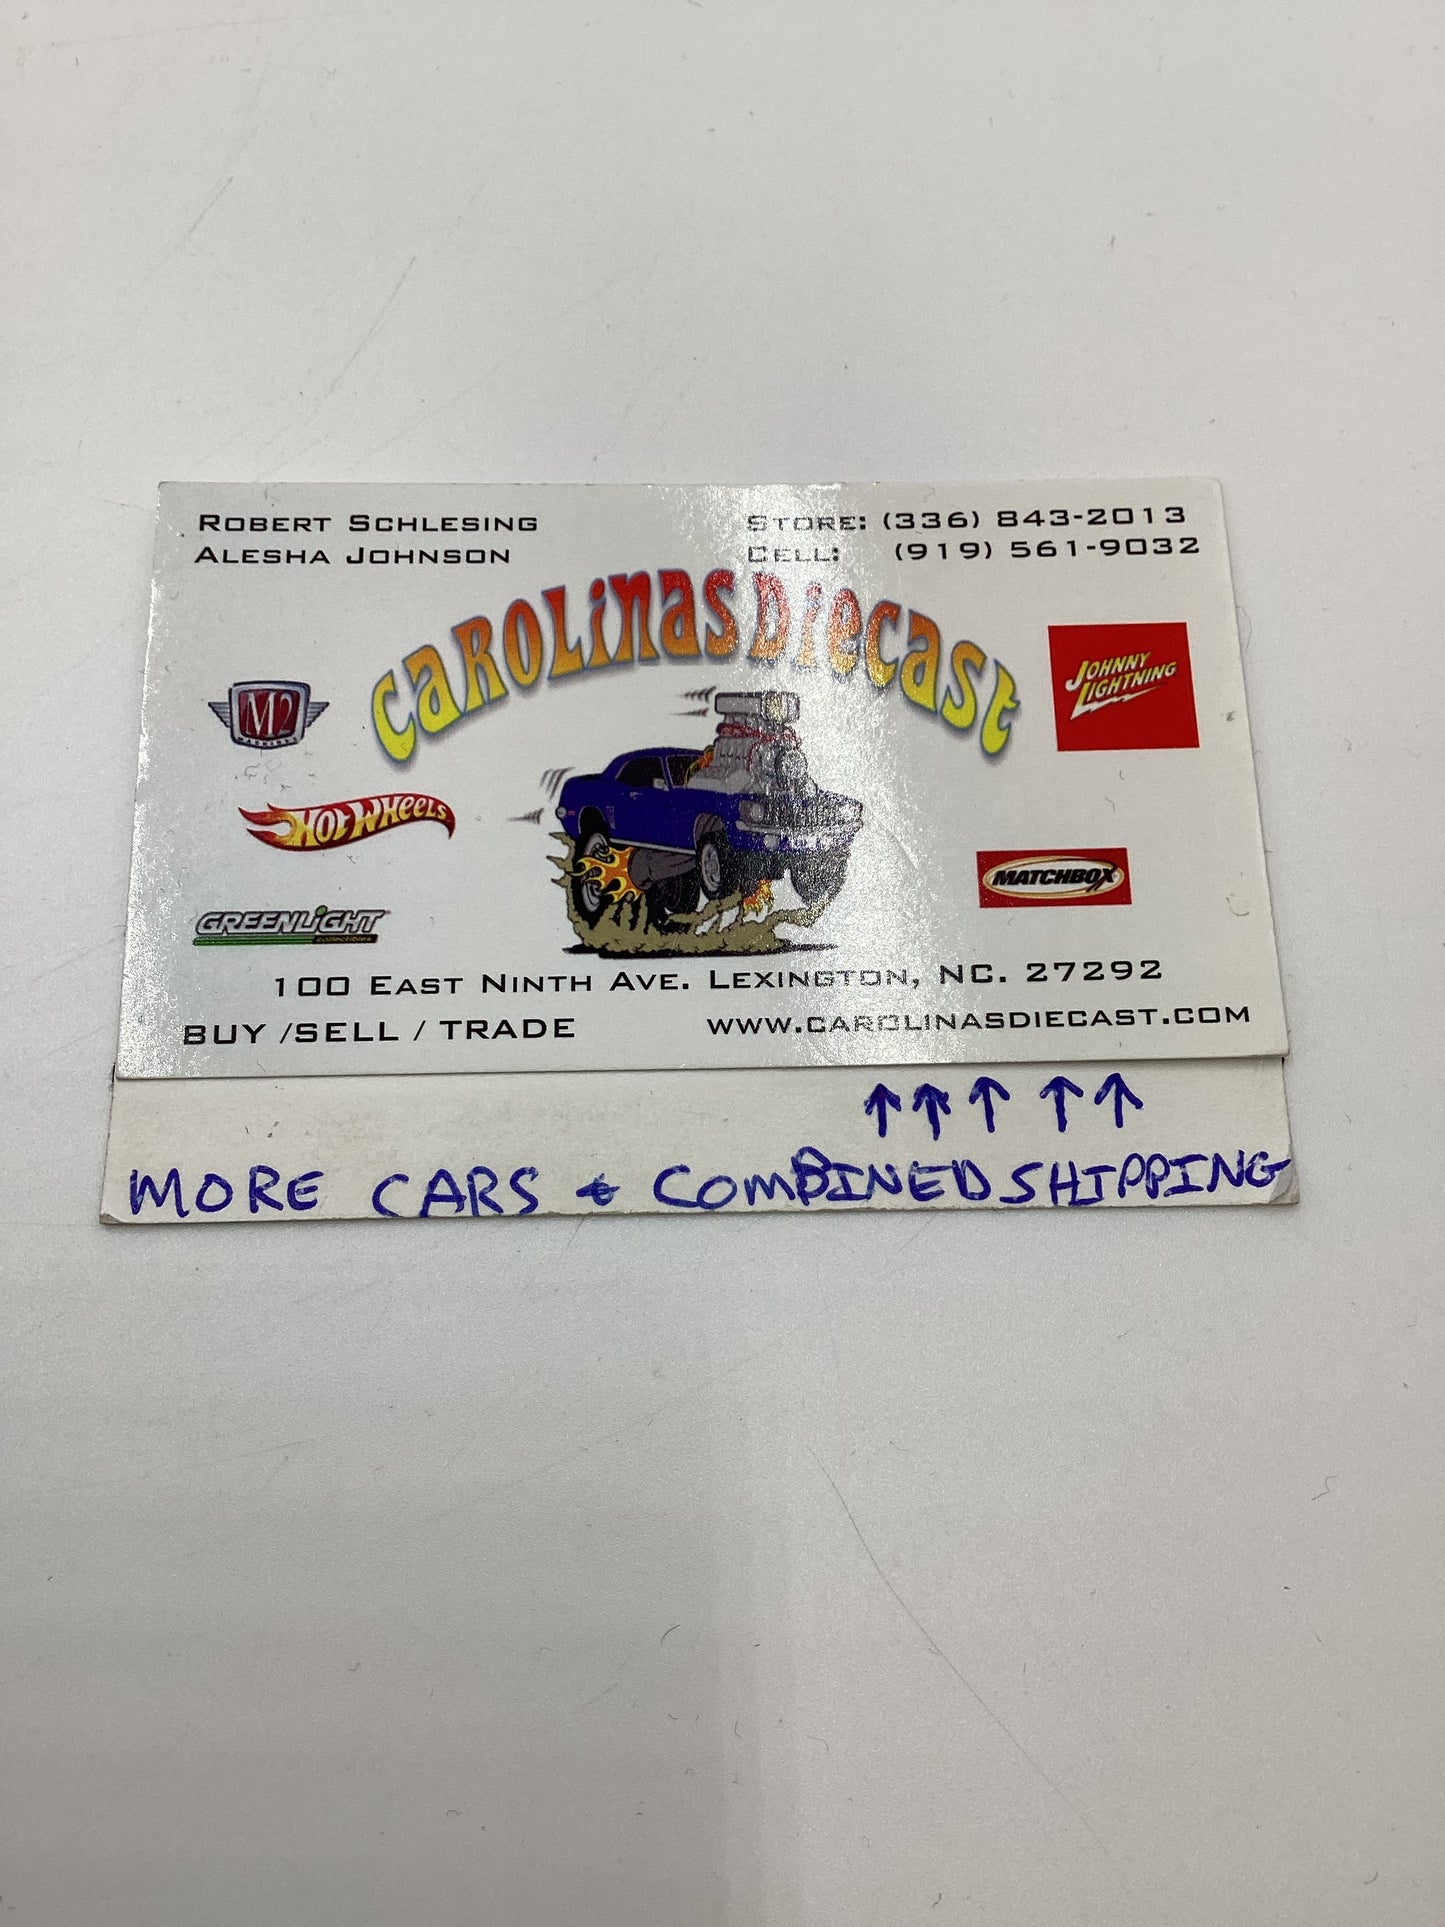 ROBERT SCHLESING
ALESHA JOHNSON
STORE: (336) 843-2013
CELL: (919) 561-9032
CAROLINAS DIECAST
M2
MACHINES
JOHNNY
LIGHTNING
HOT WHEELS
MATCHBOX
GREENLIGHT
collectibles
100 EAST NINTH AVE. LEXINGTON, NC. 27292
BUY /SELL / TRADE
WWW.CAROLINASDIECAST.COM
↑↑↑ ↑↑
MORE CARS & COMBINED SHIPPING